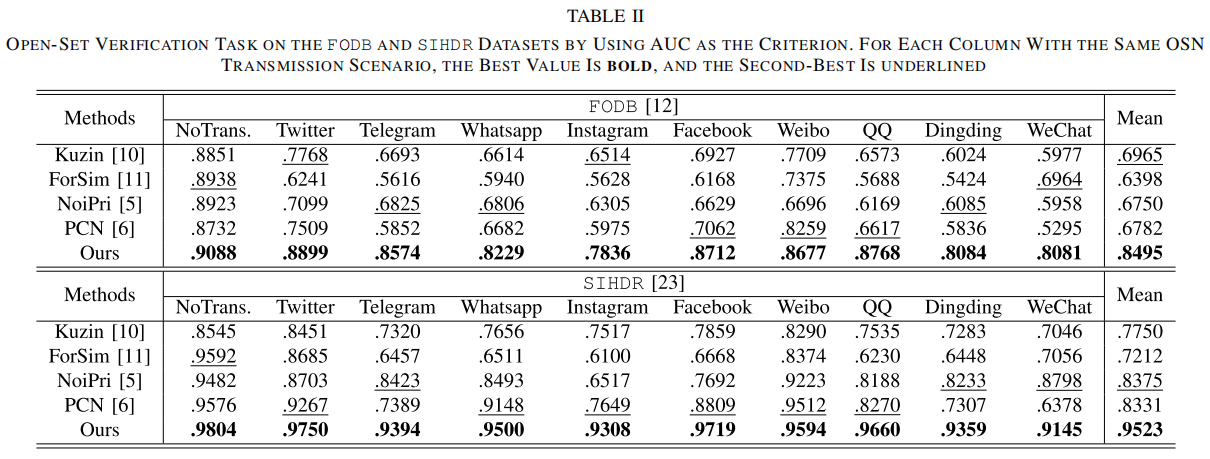 TABLE II
OPEN-SET VERIFICATION TASK ON THE FODB AND SIHDR DATASETS BY USING AUC AS THE CRITERION. FOR EACH COLUMN WITH THE SAME OSN
TRANSMISSION SCENARIO, THE BEST VALUE IS BOLD, AND THE SECOND-BEST IS UNDERLINED
Methods FODB [12] Mean
NoTrans. Twitter Telegram Whatsapp Instagram Facebook Weibo QQ Dingding WeChat
Kuzin [10] .8851 .7768 .6693 .6614 .6514 .6927 .7709 .6573 .6024 .5977 .6965
ForSim [11] .8938 .6241 .5616 .5940 .5628 .6168 .7375 .5688 .5424 .6964 .6398
NoiPri [5] .8923 .7099 .6825 .6806 .6305 .6629 .6696 .6169 .6085 .5958 .6750
PCN [6] .8732 .7509 .5852 .6682 .5975 .7062 .8259 .6617 .5836 .5295 .6782
Ours .9088 .8899 .8574 .8229 .7836 .8712 .8677 .8768 .8084 .8081 .8495
Methods SIHDR [23] Mean
NoTrans. Twitter Telegram Whatsapp Instagram Facebook Weibo QQ Dingding WeChat
Kuzin [10] .8545 .8451 .7320 .7656 .7517 .7859 .8290 .7535 .7283 .7046 .7750
ForSim [11] .9592 .8685 .6457 .6511 .6100 .6668 .8374 .6230 .6448 .7056 .7212
NoiPri [5] .9482 .8703 .8423 .8493 .6517 .7692 .9223 .8188 .8233 .8798 .8375
PCN [6] .9576 .9267 .7389 .9148 .7649 .8809 .9512 .8270 .7307 .6378 .8331
Ours .9804 .9750 .9394 .9500 .9308 .9719 .9594 .9660 .9359 .9145 .9523